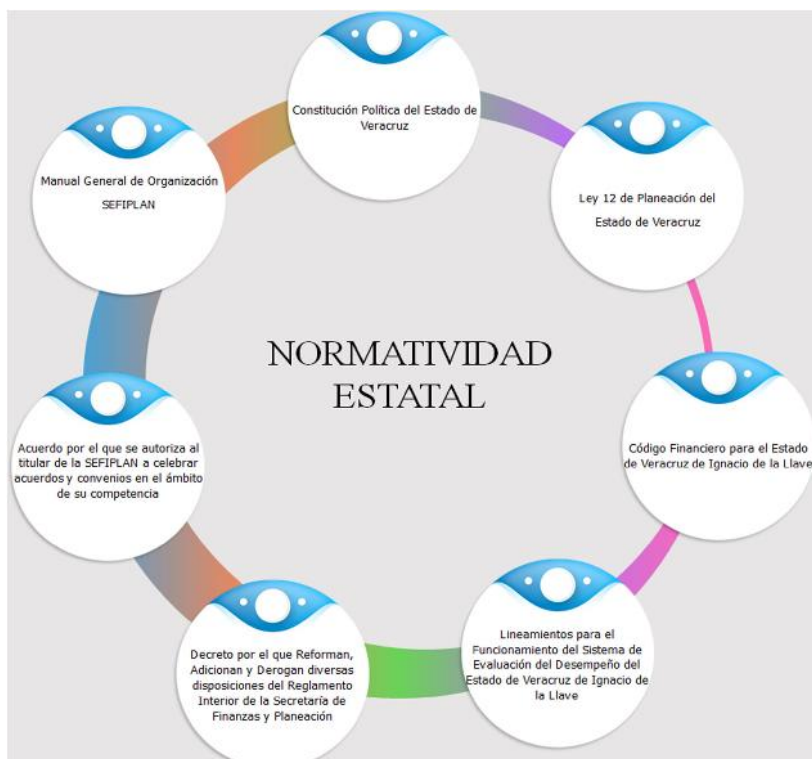 Constitución Política del Estado de
Veracruz
Ley 12 de Planeación del
Estado de Veracruz
Código Financiero para el Estado
de Veracruz de Ignacio de la Llave
Lineamientos para el
Funcionamiento del Sistema de
Evaluación del Desempeño del
Estado de Veracruz de Ignacio de
la Llave
Decreto por el que Reforman,
Adicionan y Derogan diversas
disposiciones del Reglamento
Interior de la Secretaría de
Finanzas y Planeación
Acuerdo por el que se autoriza al
titular de la SEFIPLAN a celebrar
acuerdos y convenios en el ámbito
de su competencia
Manual General de Organización
SEFIPLAN
NORMATIVIDAD
ESTATAL